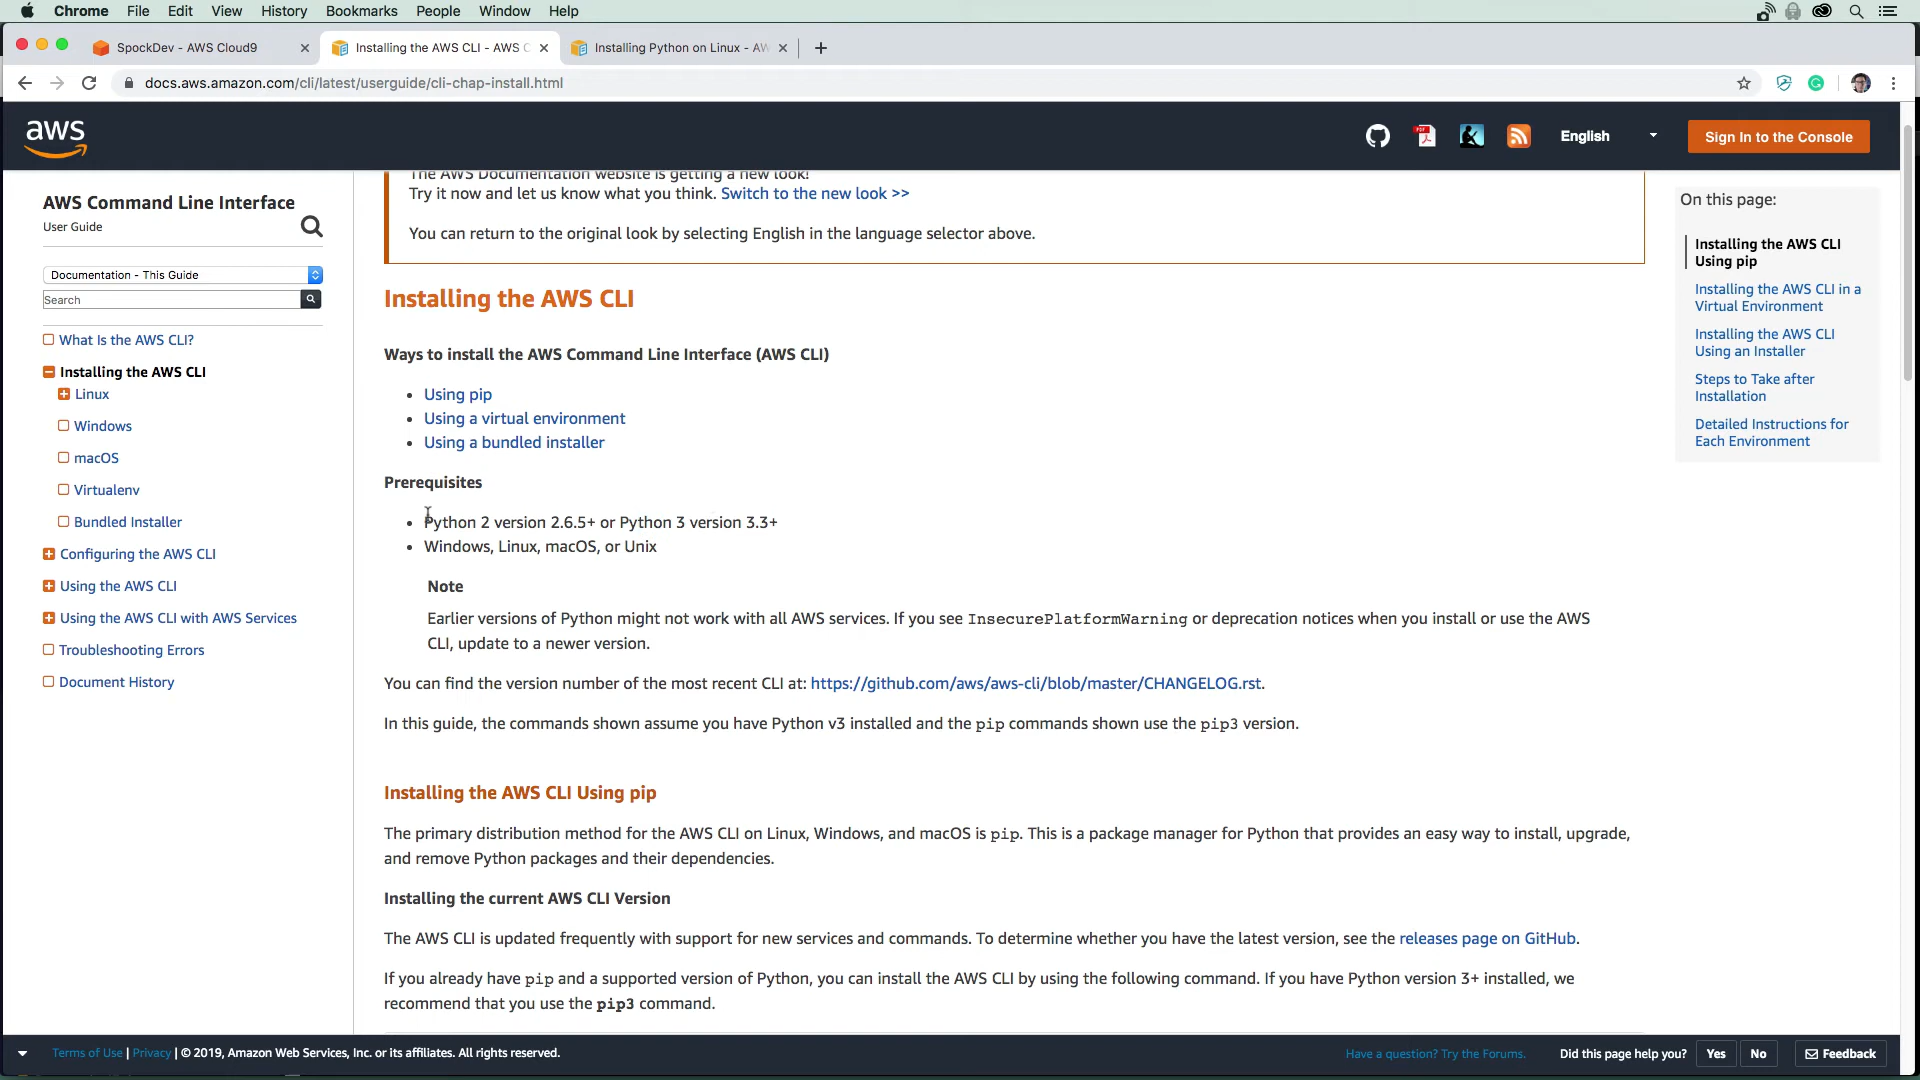 Chrome File Edit View History Bookmarks People Window Help
SpockDev - AWS Cloud9
Installing the AWS CLI - AWS C
Installing Python on Linux - AW
docs.aws.amazon.com/cli/latest/userguide/cli-chap-install.html
aws
English
Sign In to the Console
AWS Command Line Interface
User Guide
Documentation - This Guide
Search
What Is the AWS CLI?
Installing the AWS CLI
Linux
Windows
macOS
Virtualenv
Bundled Installer
Configuring the AWS CLI
Using the AWS CLI
Using the AWS CLI with AWS Services
Troubleshooting Errors
Document History
The AWS Documentation website is getting a new look!
Try it now and let us know what you think. Switch to the new look >>
You can return to the original look by selecting English in the language selector above.
Installing the AWS CLI
Ways to install the AWS Command Line Interface (AWS CLI)
• Using pip
• Using a virtual environment
• Using a bundled installer
Prerequisites
• Python 2 version 2.6.5+ or Python 3 version 3.3+
• Windows, Linux, macOS, or Unix
Note
Earlier versions of Python might not work with all AWS services. If you see InsecurePlatformWarning or deprecation notices when you install or use the AWS
CLI, update to a newer version.
You can find the version number of the most recent CLI at: https://github.com/aws/aws-cli/blob/master/CHANGELOG.rst.
In this guide, the commands shown assume you have Python v3 installed and the pip commands shown use the pip3 version.
Installing the AWS CLI Using pip
The primary distribution method for the AWS CLI on Linux, Windows, and macOS is pip. This is a package manager for Python that provides an easy way to install, upgrade,
and remove Python packages and their dependencies.
Installing the current AWS CLI Version
The AWS CLI is updated frequently with support for new services and commands. To determine whether you have the latest version, see the releases page on GitHub.
If you already have pip and a supported version of Python, you can install the AWS CLI by using the following command. If you have Python version 3+ installed, we
recommend that you use the pip3 command.
On this page:
Installing the AWS CLI
Using pip
Installing the AWS CLI in a
Virtual Environment
Installing the AWS CLI
Using an Installer
Steps to Take after
Installation
Detailed Instructions for
Each Environment
Terms of Use | Privacy | © 2019, Amazon Web Services, Inc. or its affiliates. All rights reserved.
Have a question? Try the Forums.
Did this page help you?
Yes
No
Feedback